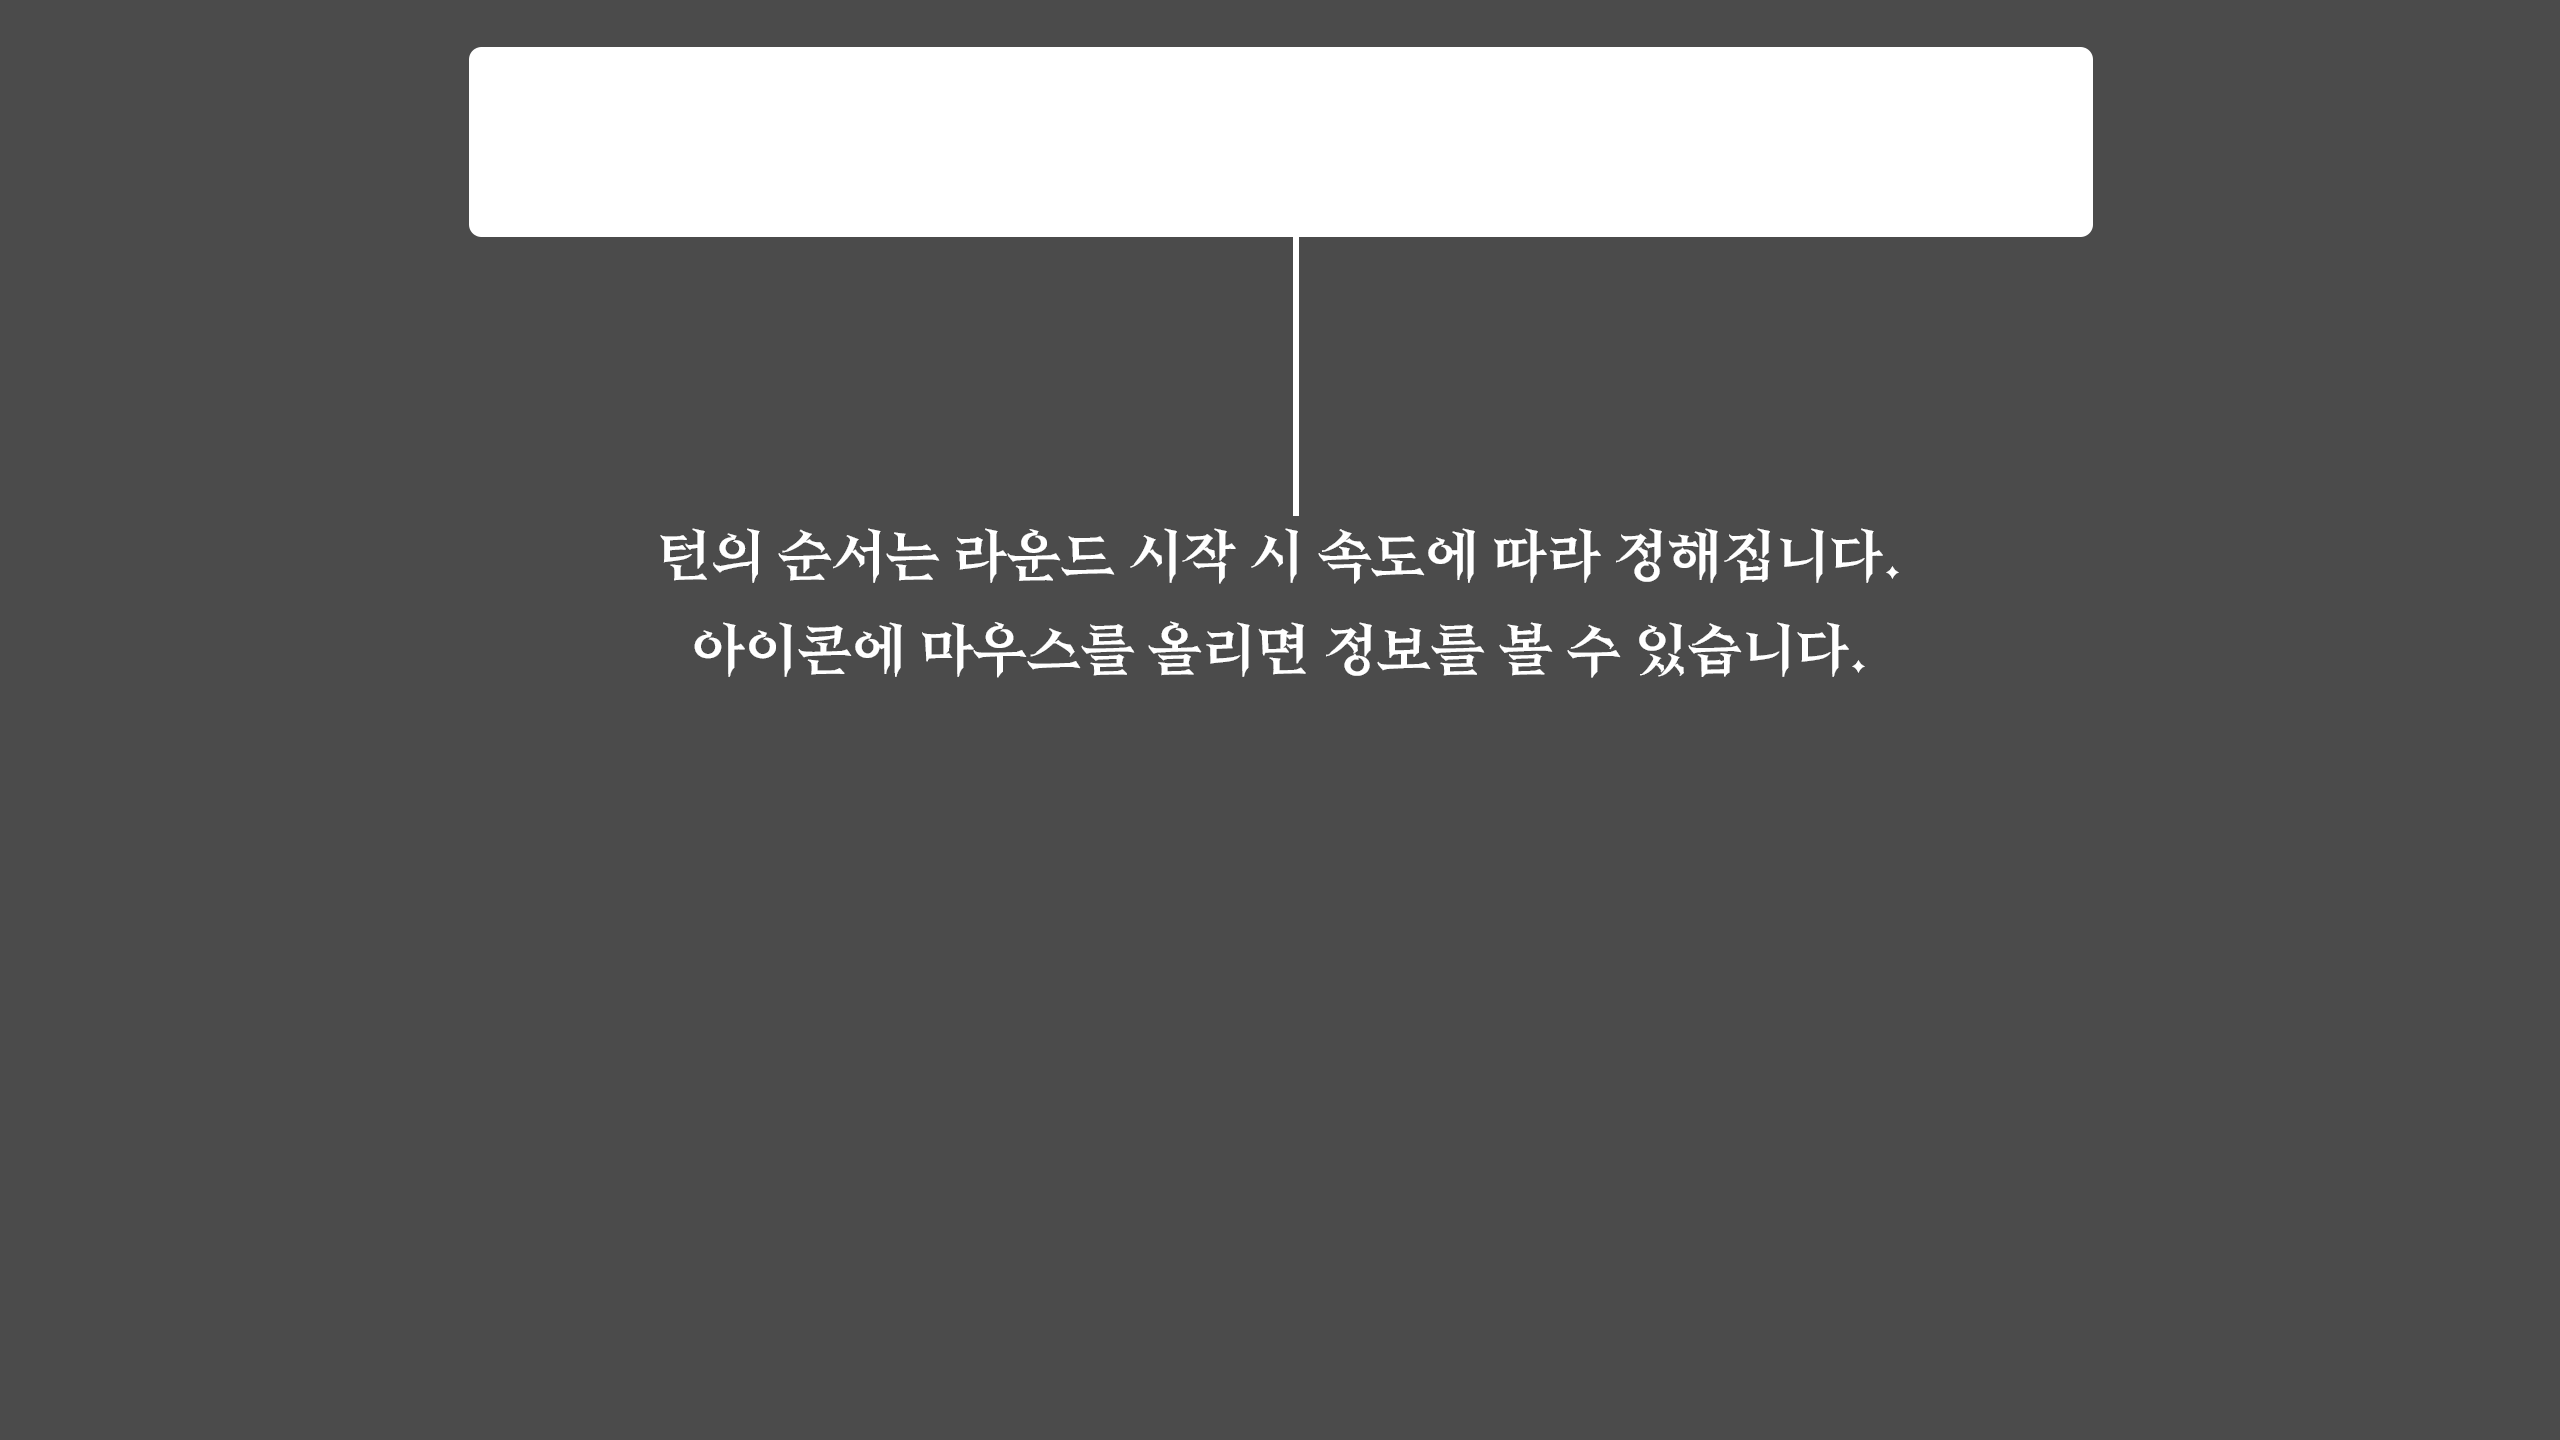 턴의 순서는 라운드 시작 시 속도에 따라 정해집니다.
아이콘에 마우스를 올리면 정보를 볼 수 있습니다.